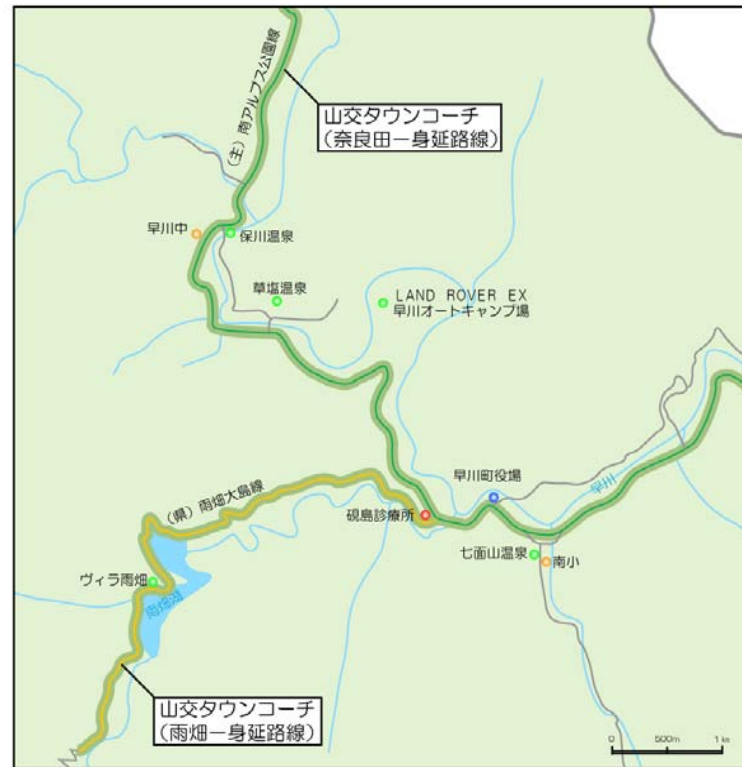 山交タウンコーチ
(奈良田ー身延路線)
(主)南アルプス公園線
早川中
保川温泉
草塩温泉
LAND ROVER EX
早川オートキャンプ場
早川町役場
早川
(県)雨畑大島線
硯島診療所
七面山温泉
南小
ヴィラ雨畑
雨畑湖
山交タウンコーチ
(雨畑ー身延路線)
0 500m 1㎞